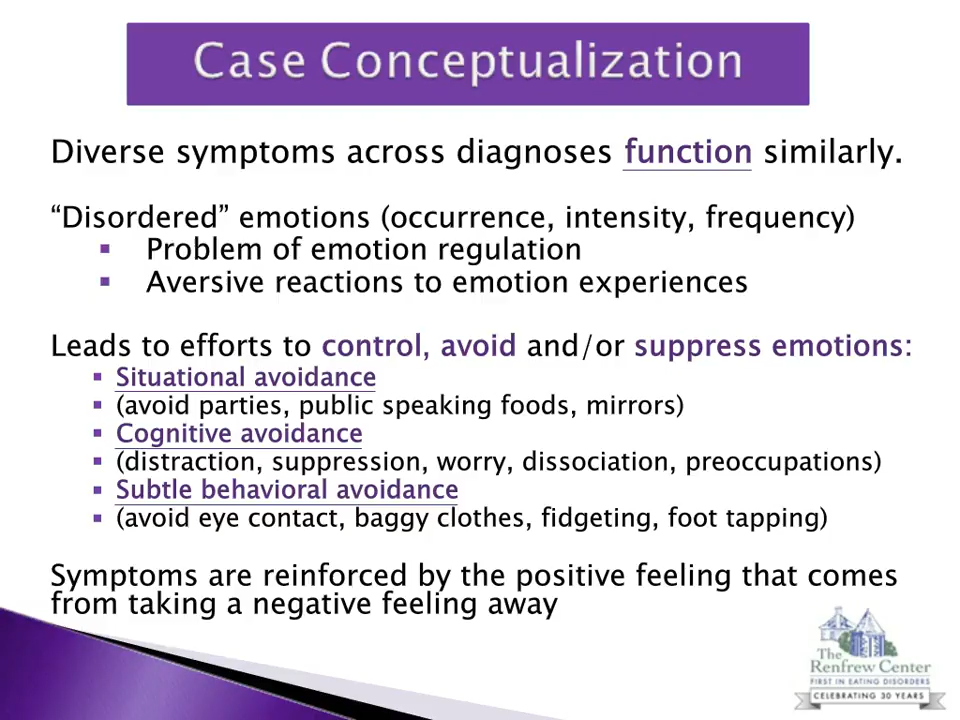 Case Conceptualization
Diverse symptoms across diagnoses function similarly.
“Disordered” emotions (occurrence, intensity, frequency)
▪ Problem of emotion regulation
▪ Aversive reactions to emotion experiences
Leads to efforts to control, avoid and/or suppress emotions:
▪ Situational avoidance
▪ (avoid parties, public speaking foods, mirrors)
▪ Cognitive avoidance
▪ (distraction, suppression, worry, dissociation, preoccupations)
▪ Subtle behavioral avoidance
▪ (avoid eye contact, baggy clothes, fidgeting, foot tapping)
Symptoms are reinforced by the positive feeling that comes
from taking a negative feeling away
The
Renfrew Center
FIRST IN EATING DISORDERS
CELEBRATING 30 YEARS